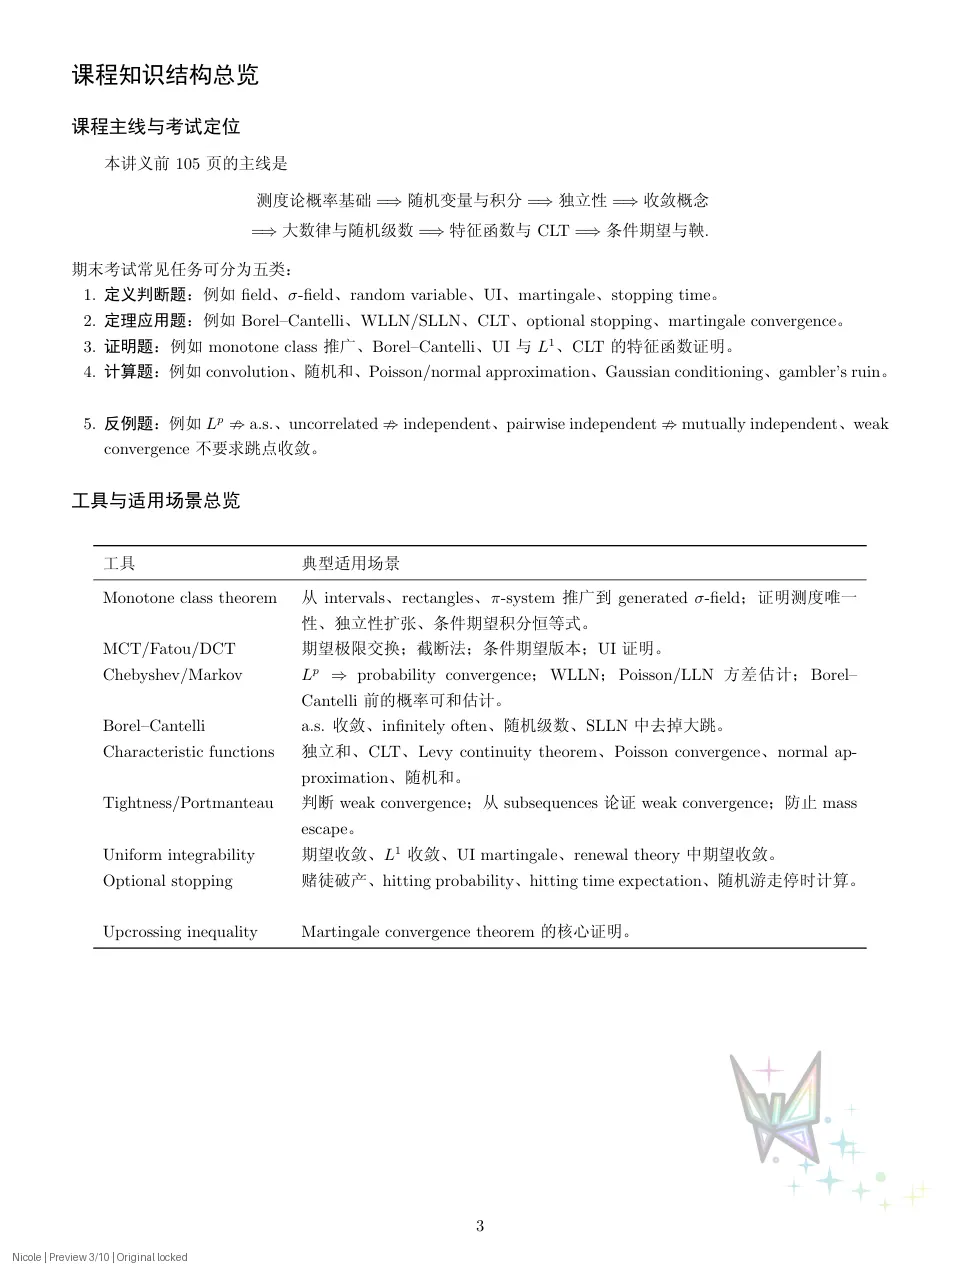 课程知识结构总览
课程主线与考试定位
本讲义前 105 页的主线是
测度论概率基础 ⟹ 随机变量与积分 ⟹ 独立性 ⟹ 收敛概念
⟹ 大数律与随机级数 ⟹ 特征函数与 CLT ⟹ 条件期望与鞅.
期末考试常见任务可分为五类：
1. 定义判断题：例如 field、σ-field、random variable、UI、martingale、stopping time。
2. 定理应用题：例如 Borel–Cantelli、WLLN/SLLN、CLT、optional stopping、martingale convergence。
3. 证明题：例如 monotone class 推广、Borel–Cantelli、UI 与 L¹、CLT 的特征函数证明。
4. 计算题：例如 convolution、随机和、Poisson/normal approximation、Gaussian conditioning、gambler's ruin。
5. 反例题：例如 Lᵖ ⇏ a.s.、uncorrelated ⇏ independent、pairwise independent ⇏ mutually independent、weak
convergence 不要求跳点收敛。
工具与适用场景总览
工具 典型适用场景
Monotone class theorem 从 intervals、rectangles、π-system 推广到 generated σ-field；证明测度唯一
性、独立性扩张、条件期望积分恒等式。
MCT/Fatou/DCT 期望极限交换；截断法；条件期望版本；UI 证明。
Chebyshev/Markov Lᵖ ⇒ probability convergence；WLLN；Poisson/LLN 方差估计；Borel–
Cantelli 前的概率可和估计。
Borel–Cantelli a.s. 收敛、infinitely often、随机级数、SLLN 中去掉大跳。
Characteristic functions 独立和、CLT、Levy continuity theorem、Poisson convergence、normal ap-
proximation、随机和。
Tightness/Portmanteau 判断 weak convergence；从 subsequences 论证 weak convergence；防止 mass
escape。
Uniform integrability 期望收敛、L¹ 收敛、UI martingale、renewal theory 中期望收敛。
Optional stopping 赌徒破产、hitting probability、hitting time expectation、随机游走停时计算。
Upcrossing inequality Martingale convergence theorem 的核心证明。
3
Nicole | Preview 3/10 | Original locked